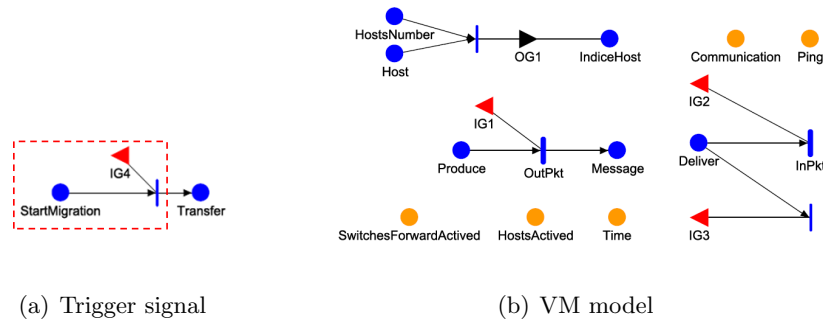 HostsNumber
Host
OG1
IndiceHost
Communication
Ping
IG1
Produce
OutPkt
Message
IG2
Deliver
InPkt
IG3
SwitchesForwardActived
HostsActived
Time
IG4
StartMigration
Transfer
(a) Trigger signal
(b) VM model